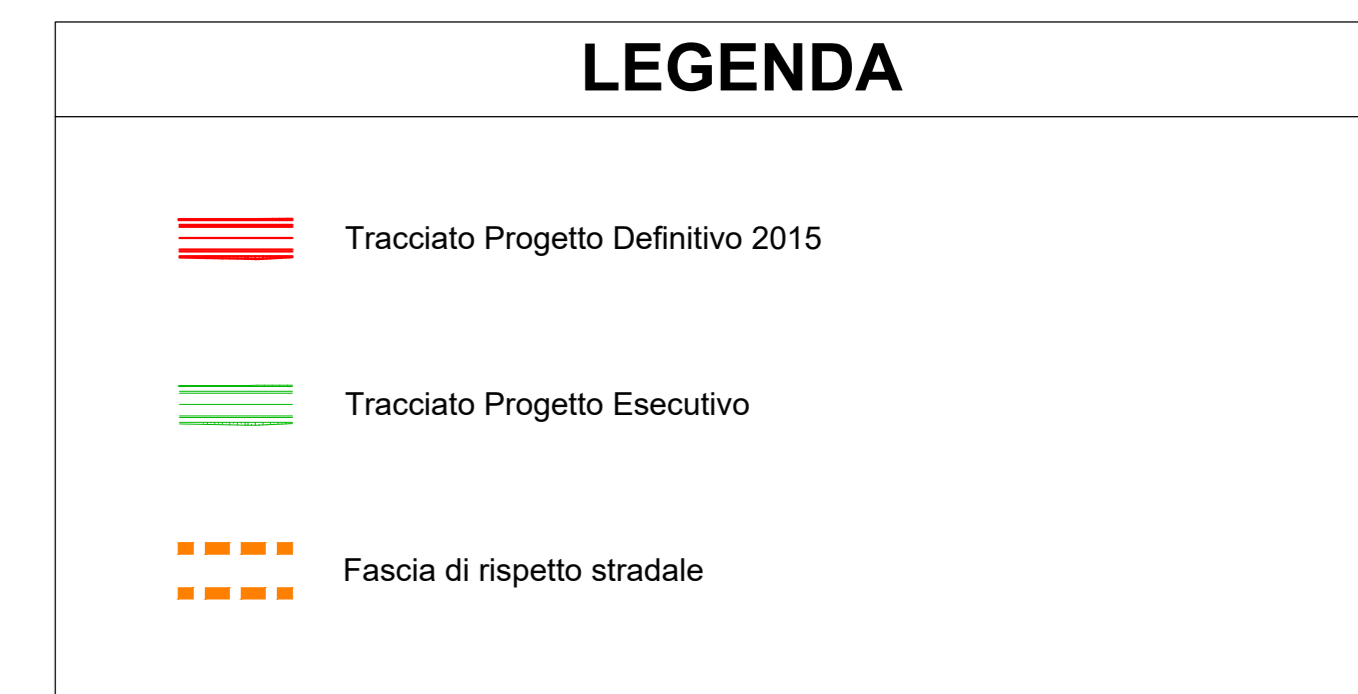 LEGENDA
Tracciato Progetto Definitivo 2015
Tracciato Progetto Esecutivo
Fascia di rispetto stradale